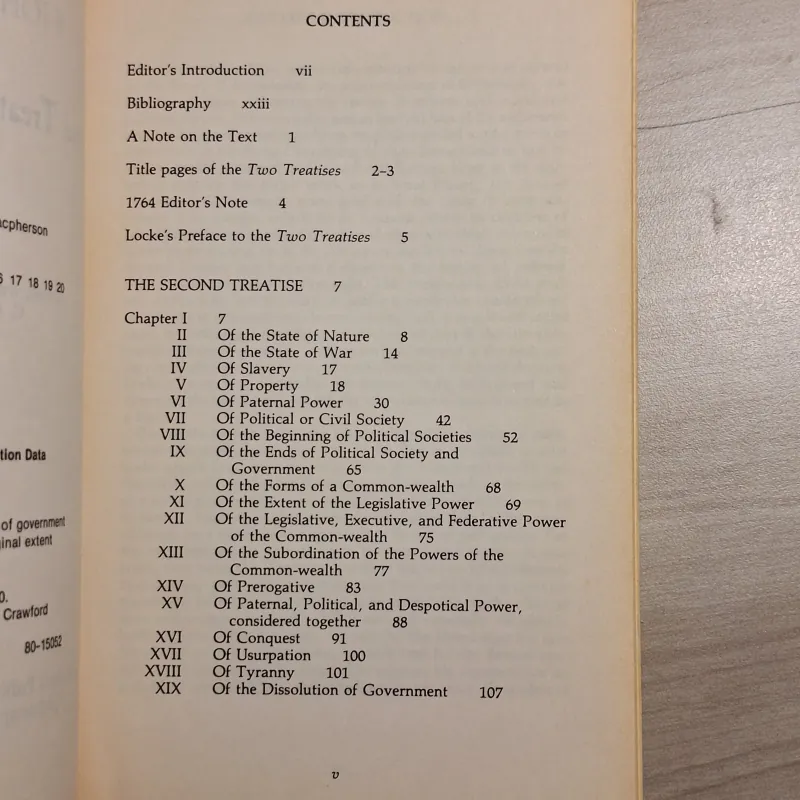 CONTENTS
Editor's Introduction vii
Bibliography xxiii
A Note on the Text 1
Title pages of the Two Treatises 2–3
1764 Editor's Note 4
Locke's Preface to the Two Treatises 5
THE SECOND TREATISE 7
Chapter I 7
II Of the State of Nature 8
III Of the State of War 14
IV Of Slavery 17
V Of Property 18
VI Of Paternal Power 30
VII Of Political or Civil Society 42
VIII Of the Beginning of Political Societies 52
IX Of the Ends of Political Society and
Government 65
X Of the Forms of a Common-wealth 68
XI Of the Extent of the Legislative Power 69
XII Of the Legislative, Executive, and Federative Power
of the Common-wealth 75
XIII Of the Subordination of the Powers of the
Common-wealth 77
XIV Of Prerogative 83
XV Of Paternal, Political, and Despotical Power,
considered together 88
XVI Of Conquest 91
XVII Of Usurpation 100
XVIII Of Tyranny 101
XIX Of the Dissolution of Government 107
v
17 18 19 20
Data
of government
extent
Crawford
80-15052